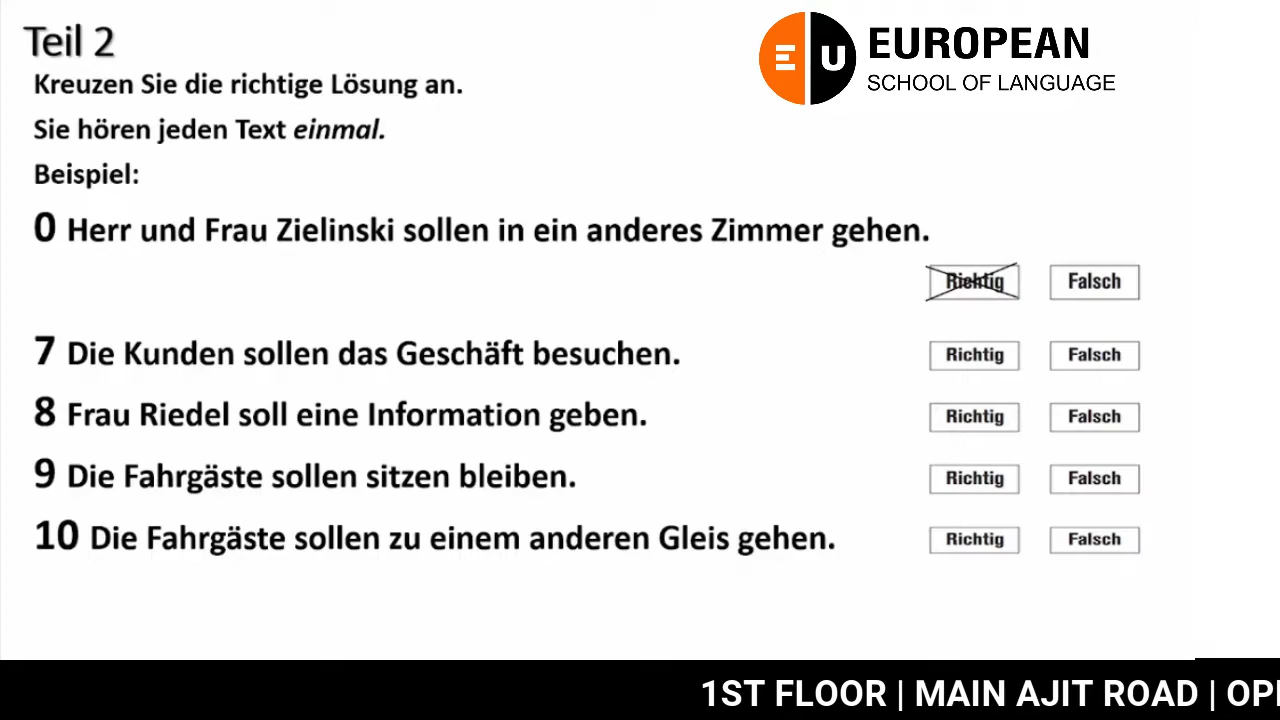 Teil 2
EU EUROPEAN
SCHOOL OF LANGUAGE
Kreuzen Sie die richtige Lösung an.
Sie hören jeden Text einmal.
Beispiel:
0 Herr und Frau Zielinski sollen in ein anderes Zimmer gehen.
Richtig Falsch
7 Die Kunden sollen das Geschäft besuchen. Richtig Falsch
8 Frau Riedel soll eine Information geben. Richtig Falsch
9 Die Fahrgäste sollen sitzen bleiben. Richtig Falsch
10 Die Fahrgäste sollen zu einem anderen Gleis gehen. Richtig Falsch
1ST FLOOR | MAIN AJIT ROAD |